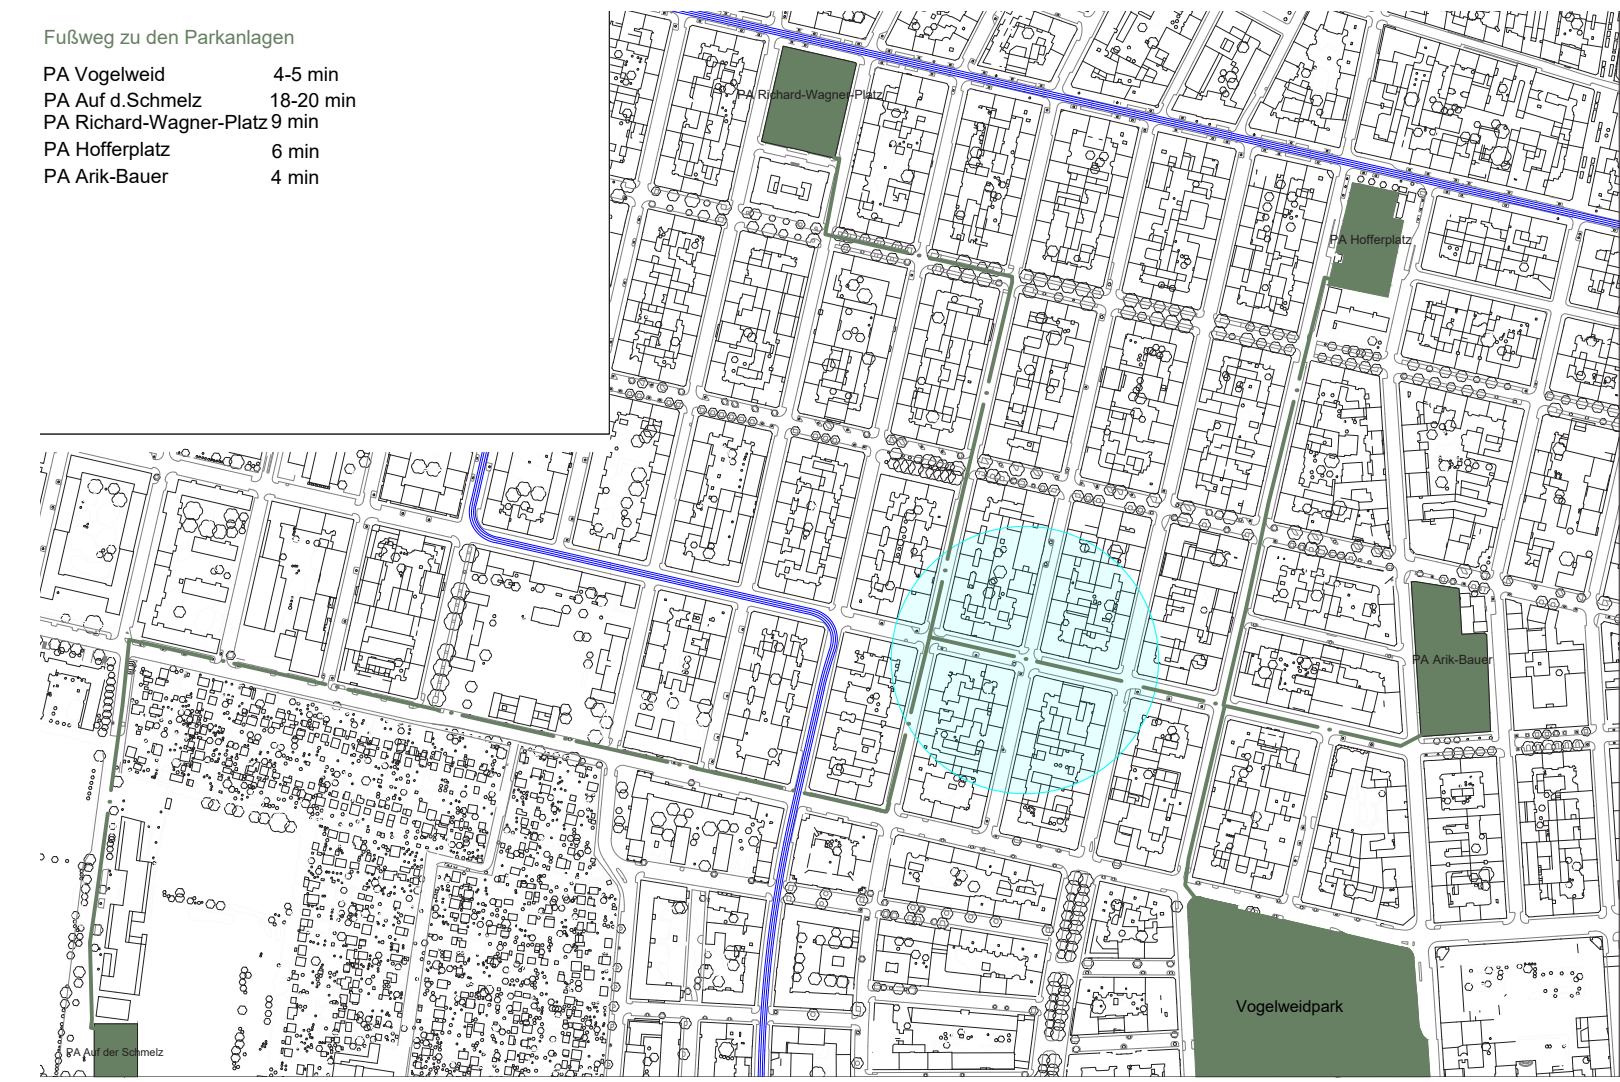 Fußweg zu den Parkanlagen
PA Vogelweid 4-5 min
PA Auf d.Schmelz 18-20 min
PA Richard-Wagner-Platz 9 min
PA Hofferplatz 6 min
PA Arik-Bauer 4 min
PA Richard-Wagner-Platz
PA Hofferplatz
PA Arik-Bauer
Vogelweidpark
PA Auf der Schmelz